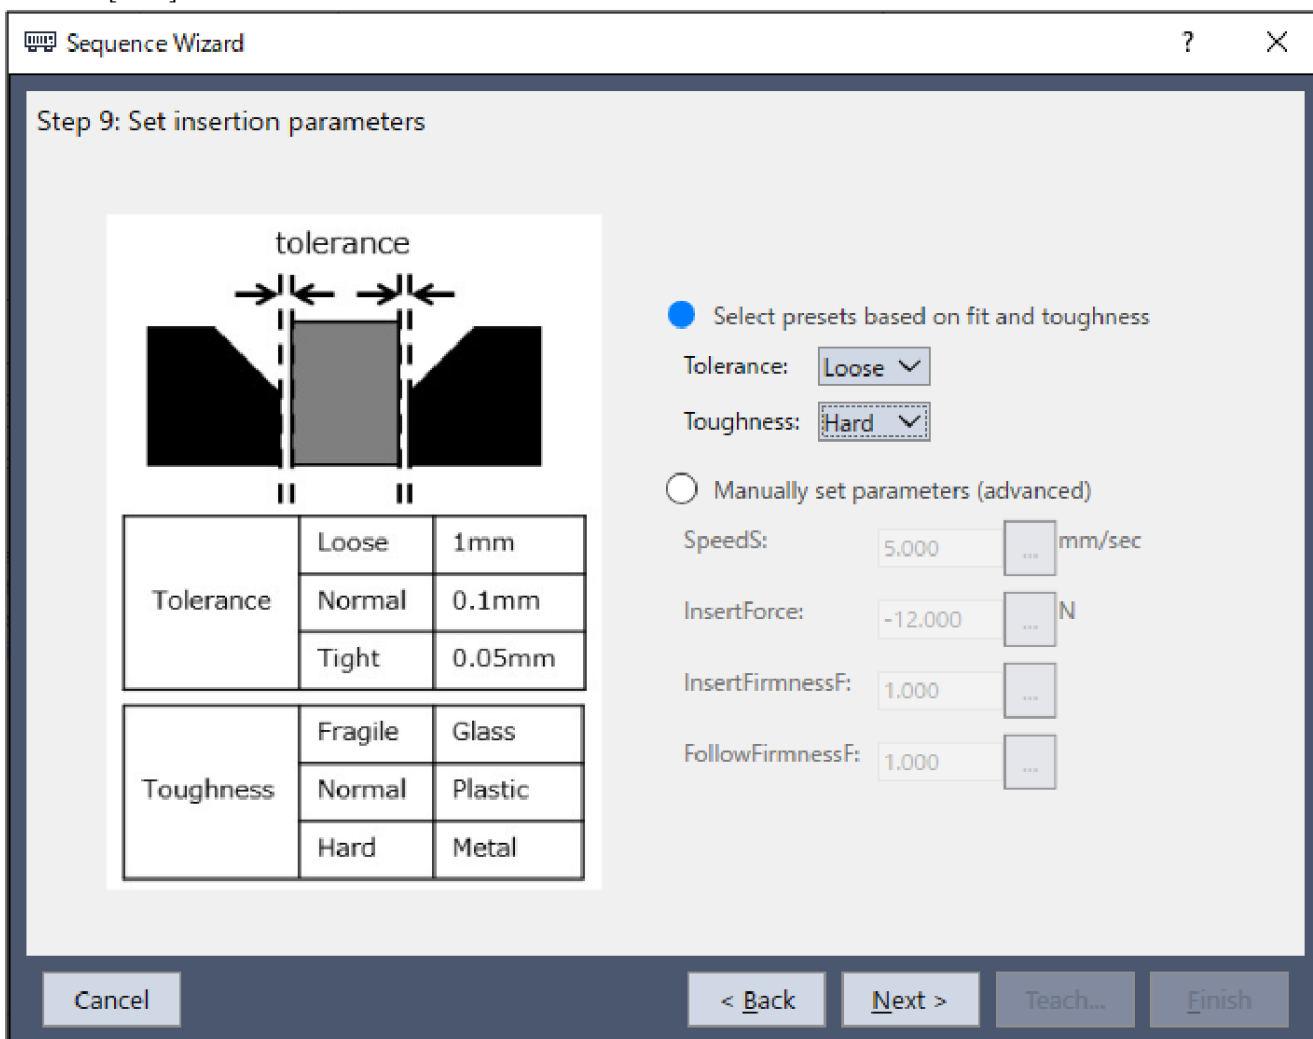 Sequence Wizard
?
Step 9: Set insertion parameters
tolerance
Tolerance
Loose 1mm
Normal 0.1mm
Tight 0.05mm
Toughness
Fragile Glass
Normal Plastic
Hard Metal
Select presets based on fit and toughness
Tolerance: Loose
Toughness: Hard
Manually set parameters (advanced)
SpeedS: 5.000 ... mm/sec
InsertForce: -12.000 ... N
InsertFirmnessF: 1.000 ...
FollowFirmnessF: 1.000 ...
Cancel
< Back
Next >
Teach...
Finish